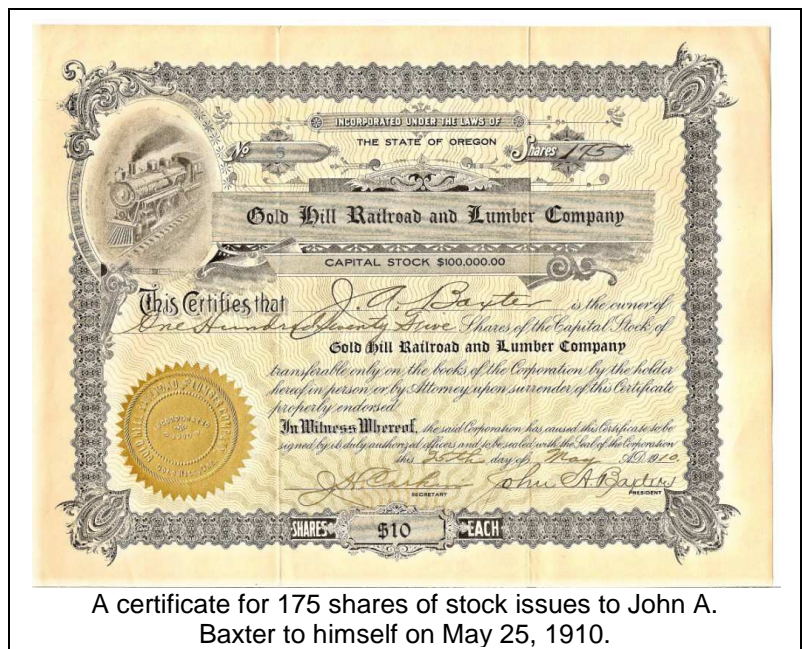 INCORPORATED UNDER THE LAWS OF
THE STATE OF OREGON
No 5 Shares 175
Gold Hill Railroad and Lumber Company
CAPITAL STOCK $100,000.00
This Certifies that J. A. Baxter is the owner of
One Hundred Seventy Five Shares of the Capital Stock of
Gold Hill Railroad and Lumber Company
transferable only on the books of the Corporation by the holder
hereof in person or by Attorney upon surrender of this Certificate
properly endorsed
In Witness Whereof, the said Corporation has caused this Certificate to be
signed by its duly authorized officers and to be sealed with the Seal of the Corporation
this 25th day of May A.D. 1910.
John A. Baxter
SECRETARY PRESIDENT
SHARES $10 EACH
A certificate for 175 shares of stock issues to John A.
Baxter to himself on May 25, 1910.